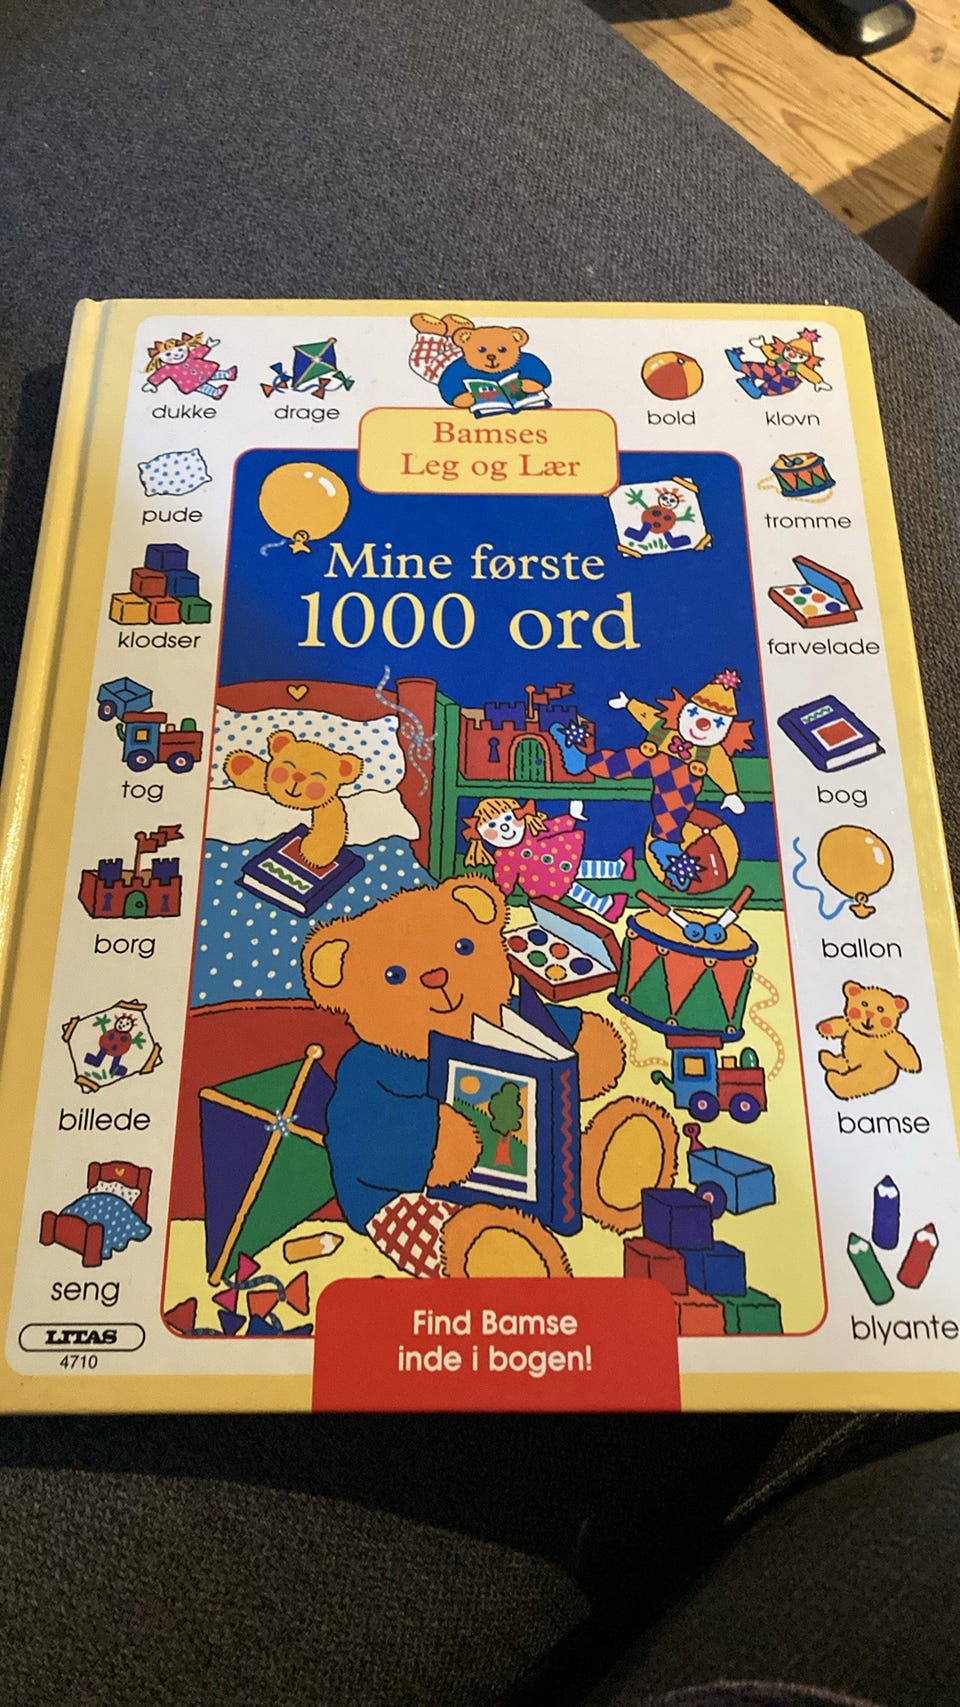 dukke
drage
bold
klovn
Bamses
Leg og Lær
pude
tromme
Mine første
1000 ord
klodser
farvelade
tog
bog
borg
ballon
billede
bamse
seng
blyante
LITAS
4710
Find Bamse
inde i bogen!